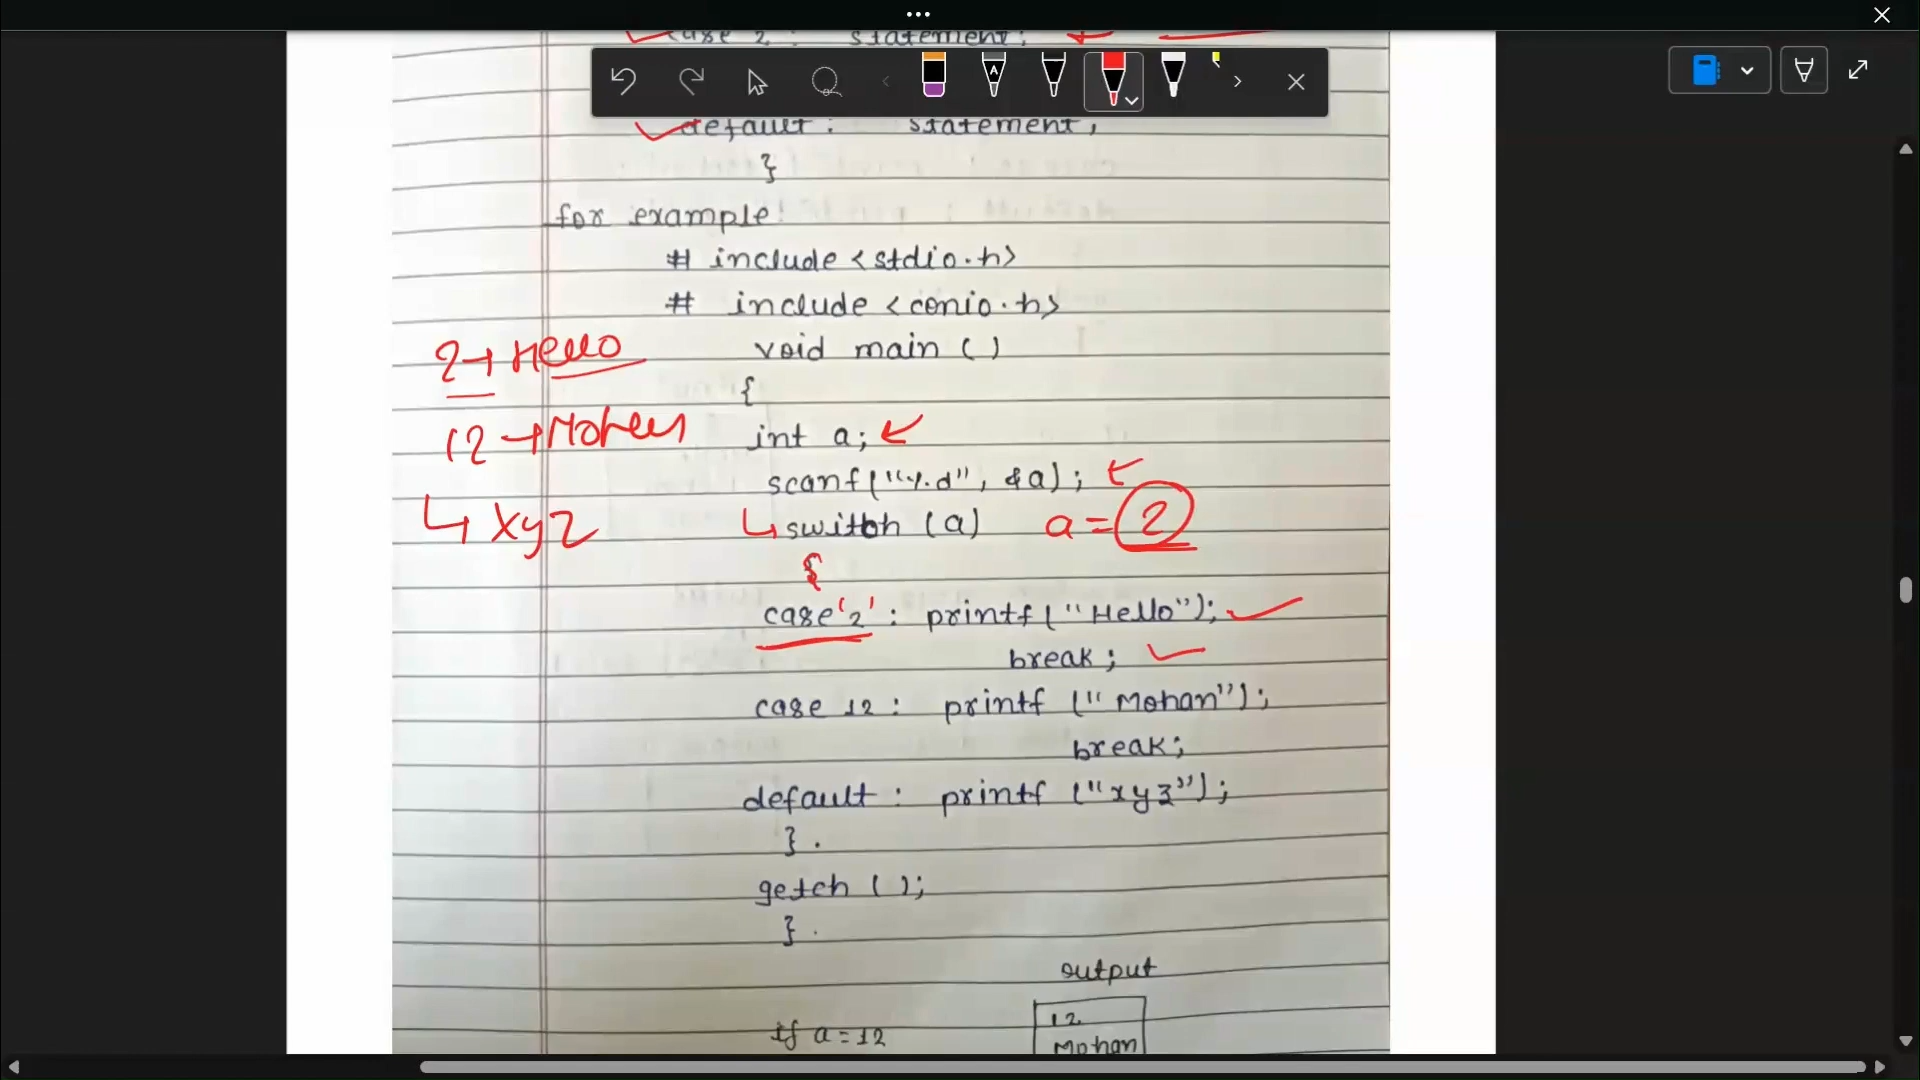 case 2 : statement;
default : statement;
}
for example
# include <stdio.h>
# include <conio.h>
2 → Hello void main ( )
{
12 → Mohan int a;
scanf("%d", &a);
↳ xyz ↳ switch (a) a = 2
{
case '2' : printf("Hello");
break;
case 12 : printf ("Mohan");
break;
default : printf ("xyz");
} .
getch ( );
} .
output
if a = 12 12
Mohan